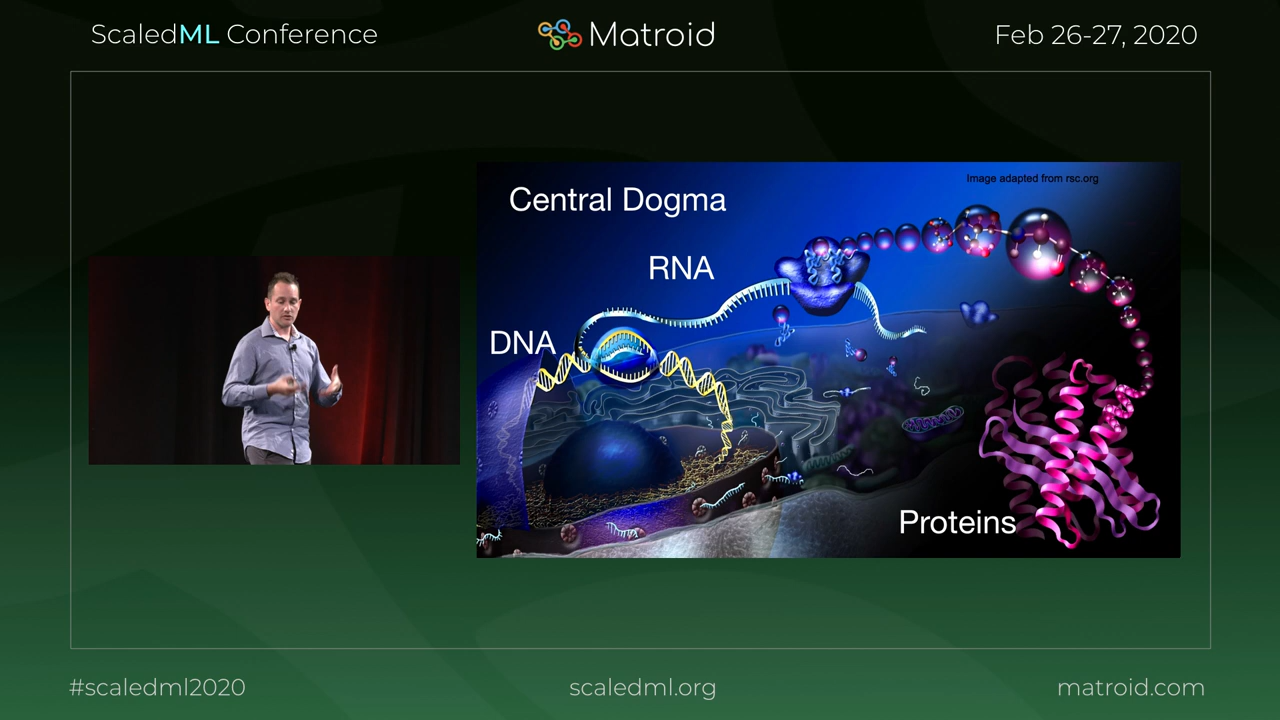 ScaledML Conference
Matroid
Feb 26-27, 2020
Image adapted from rsc.org
Central Dogma
RNA
DNA
Proteins
#scaledml2020
scaledml.org
matroid.com